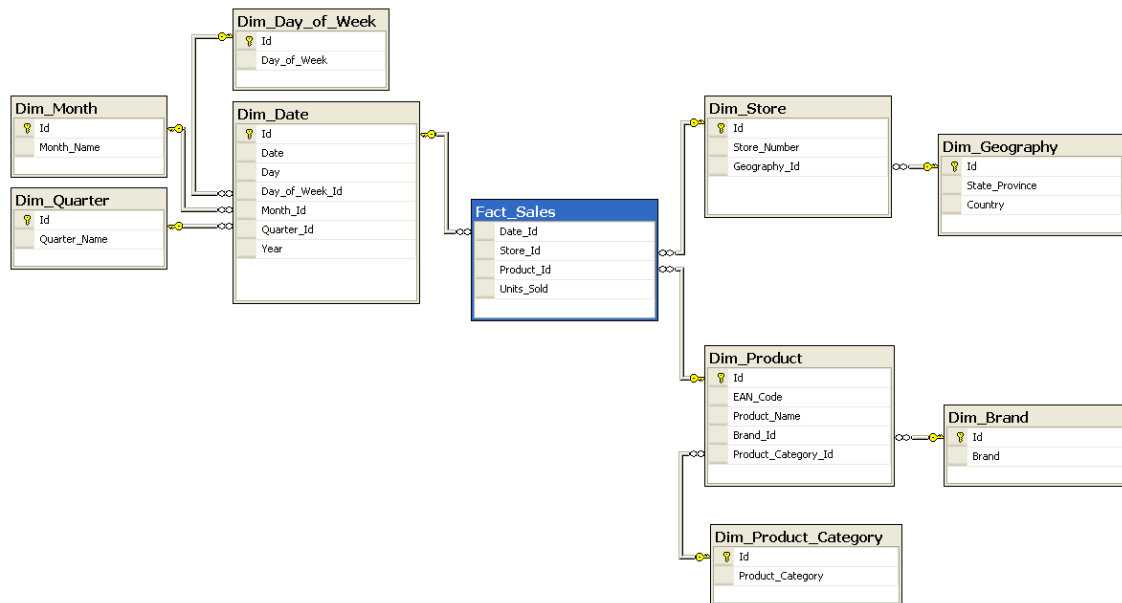 Dim_Day_of_Week
Id
Day_of_Week
Dim_Month
Id
Month_Name
Dim_Quarter
Id
Quarter_Name
Dim_Date
Id
Date
Day
Day_of_Week_Id
Month_Id
Quarter_Id
Year
Fact_Sales
Date_Id
Store_Id
Product_Id
Units_Sold
Dim_Store
Id
Store_Number
Geography_Id
Dim_Geography
Id
State_Province
Country
Dim_Product
Id
EAN_Code
Product_Name
Brand_Id
Product_Category_Id
Dim_Brand
Id
Brand
Dim_Product_Category
Id
Product_Category